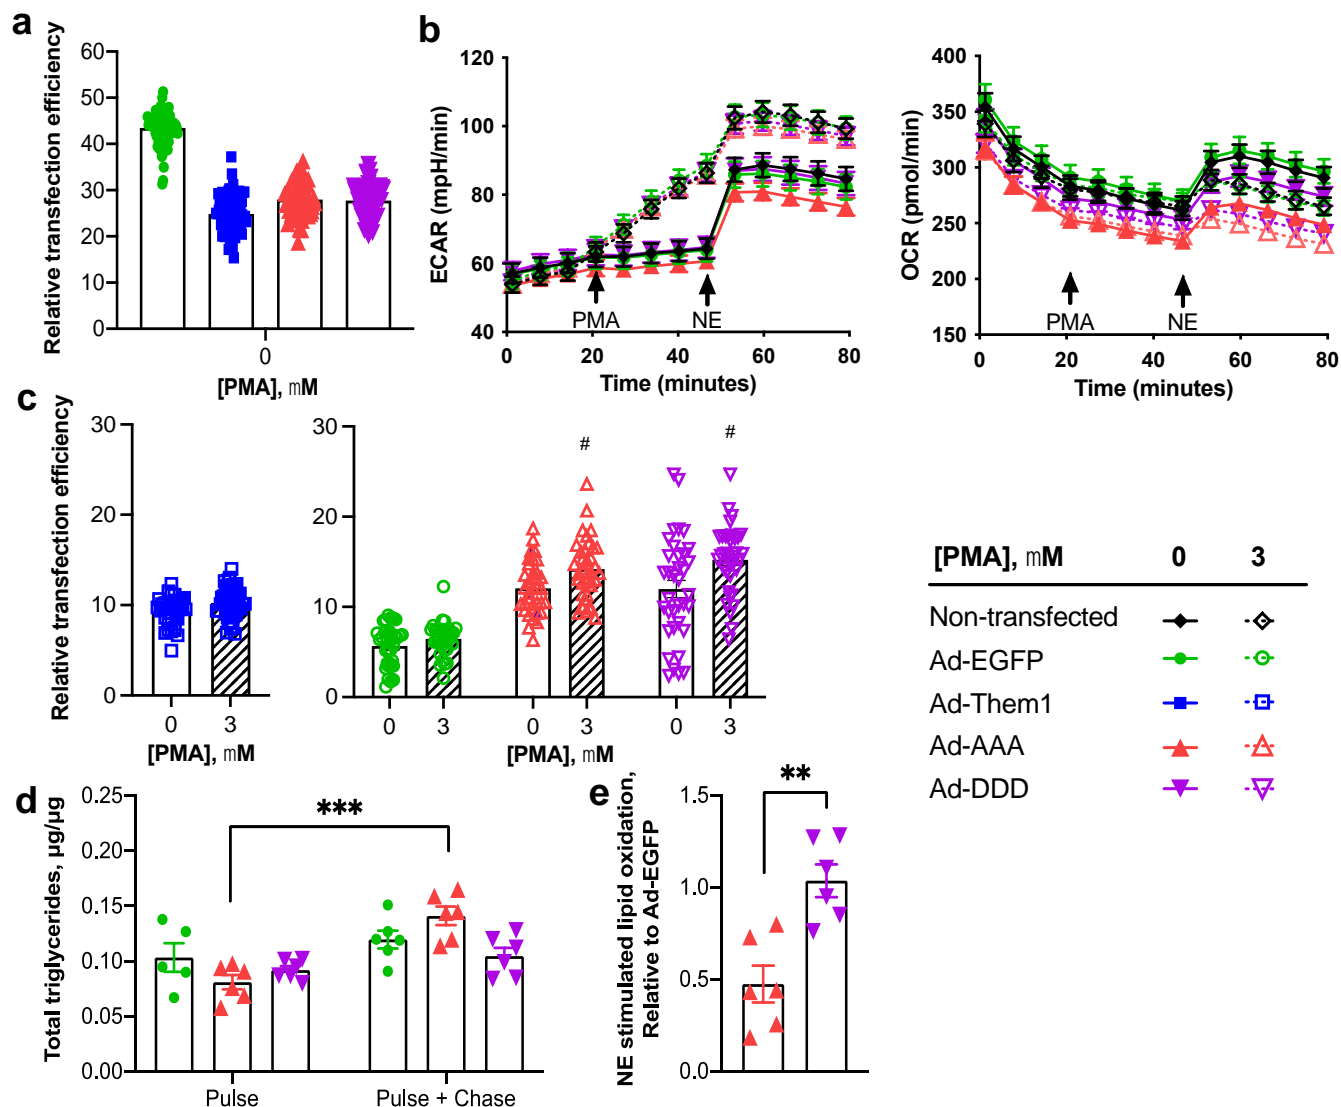 a
Relative transfection efficiency
60
50
40
30
20
10
0
0
[PMA], mM
b
ECAR (mpH/min)
120
100
80
60
40
PMA
NE
0
20
40
60
80
Time (minutes)
OCR (pmol/min)
400
350
300
250
200
150
PMA
NE
0
20
40
60
80
Time (minutes)
c
Relative transfection efficiency
30
20
10
0
0
3
[PMA], mM
30
20
10
0
#
#
0
3
0
3
0
3
[PMA], mM
[PMA], mM 0 3
Non-transfected
Ad-EGFP
Ad-Them1
Ad-AAA
Ad-DDD
d
Total triglycerides, µg/µg
0.25
0.20
0.15
0.10
0.05
0.00
***
Pulse
Pulse + Chase
e
NE stimulated lipid oxidation,
Relative to Ad-EGFP
1.5
1.0
0.5
0.0
**